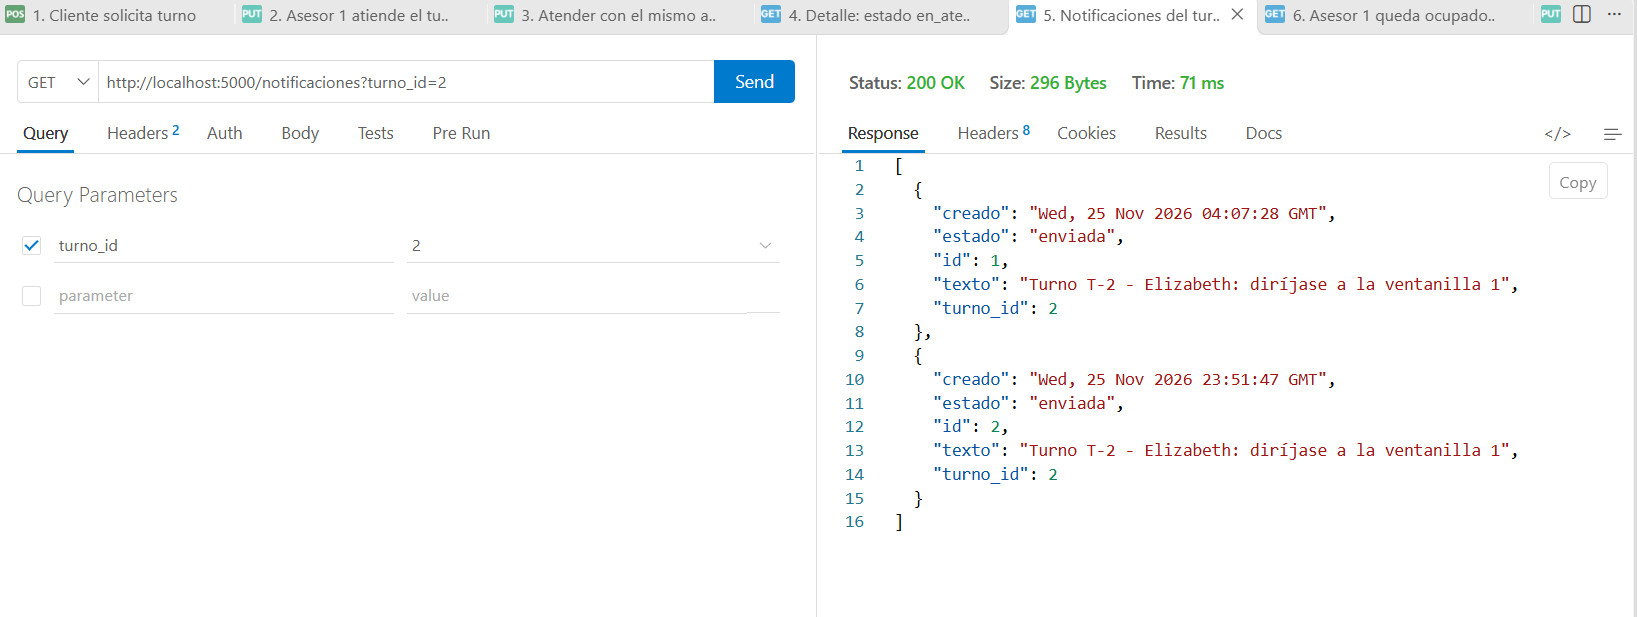 POS 1. Cliente solicita turno PUT 2. Asesor 1 atiende el tu.. PUT 3. Atender con el mismo a.. GET 4. Detalle: estado en_ate.. GET 5. Notificaciones del tur.. GET 6. Asesor 1 queda ocupado.. PUT
GET http://localhost:5000/notificaciones?turno_id=2 Send
Query Headers 2 Auth Body Tests Pre Run
Query Parameters
turno_id 2
parameter value
Status: 200 OK Size: 296 Bytes Time: 71 ms
Response Headers 8 Cookies Results Docs </>
Copy
1 [
2 {
3 "creado": "Wed, 25 Nov 2026 04:07:28 GMT",
4 "estado": "enviada",
5 "id": 1,
6 "texto": "Turno T-2 - Elizabeth: diríjase a la ventanilla 1",
7 "turno_id": 2
8 },
9 {
10 "creado": "Wed, 25 Nov 2026 23:51:47 GMT",
11 "estado": "enviada",
12 "id": 2,
13 "texto": "Turno T-2 - Elizabeth: diríjase a la ventanilla 1",
14 "turno_id": 2
15 }
16 ]